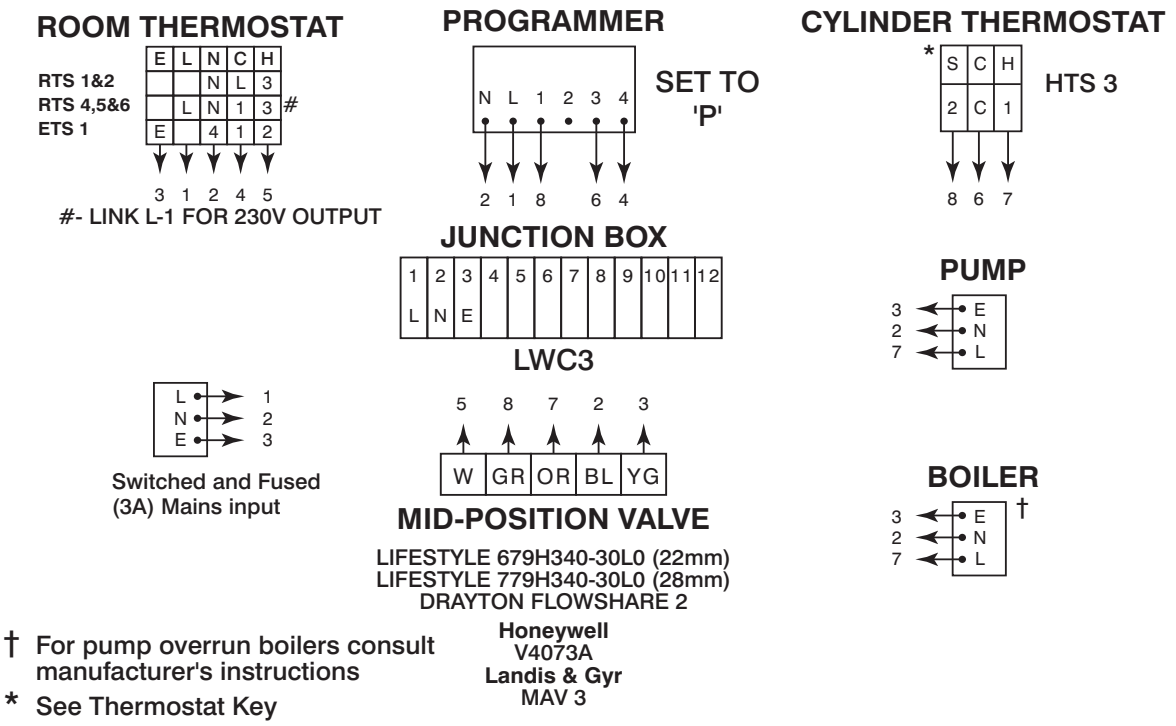 ROOM THERMOSTAT
E L N C H
RTS 1&2 N L 3
RTS 4,5&6 L N 1 3 #
ETS 1 E 4 1 2
3 1 2 4 5
#- LINK L-1 FOR 230V OUTPUT
PROGRAMMER
N L 1 2 3 4
SET TO
'P'
2 1 8 6 4
CYLINDER THERMOSTAT
* S C H
HTS 3
2 C 1
8 6 7
JUNCTION BOX
1 2 3 4 5 6 7 8 9 10 11 12
L N E
LWC3
PUMP
3 E
2 N
7 L
L 1
N 2
E 3
Switched and Fused
(3A) Mains input
5 8 7 2 3
W GR OR BL YG
MID-POSITION VALVE
LIFESTYLE 679H340-30L0 (22mm)
LIFESTYLE 779H340-30L0 (28mm)
DRAYTON FLOWSHARE 2
Honeywell
V4073A
Landis & Gyr
MAV 3
BOILER
3 E †
2 N
7 L
† For pump overrun boilers consult
manufacturer's instructions
* See Thermostat Key